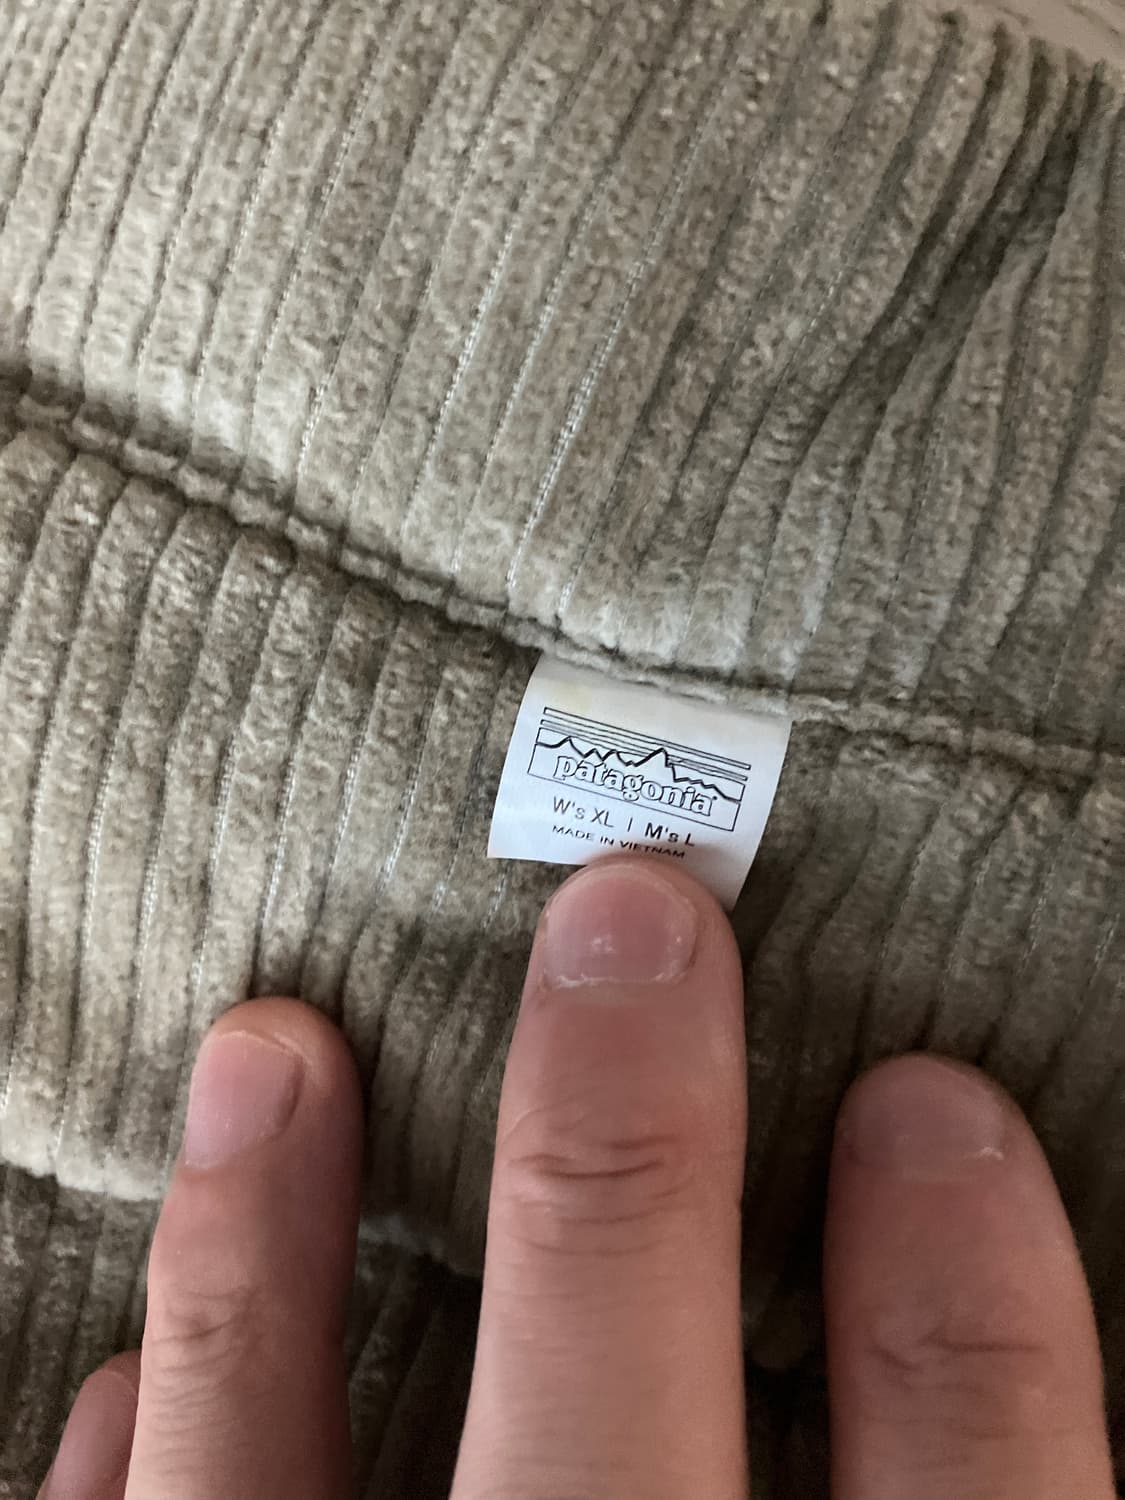 patagonia
W's XL | M's L
MADE IN VIETNAM